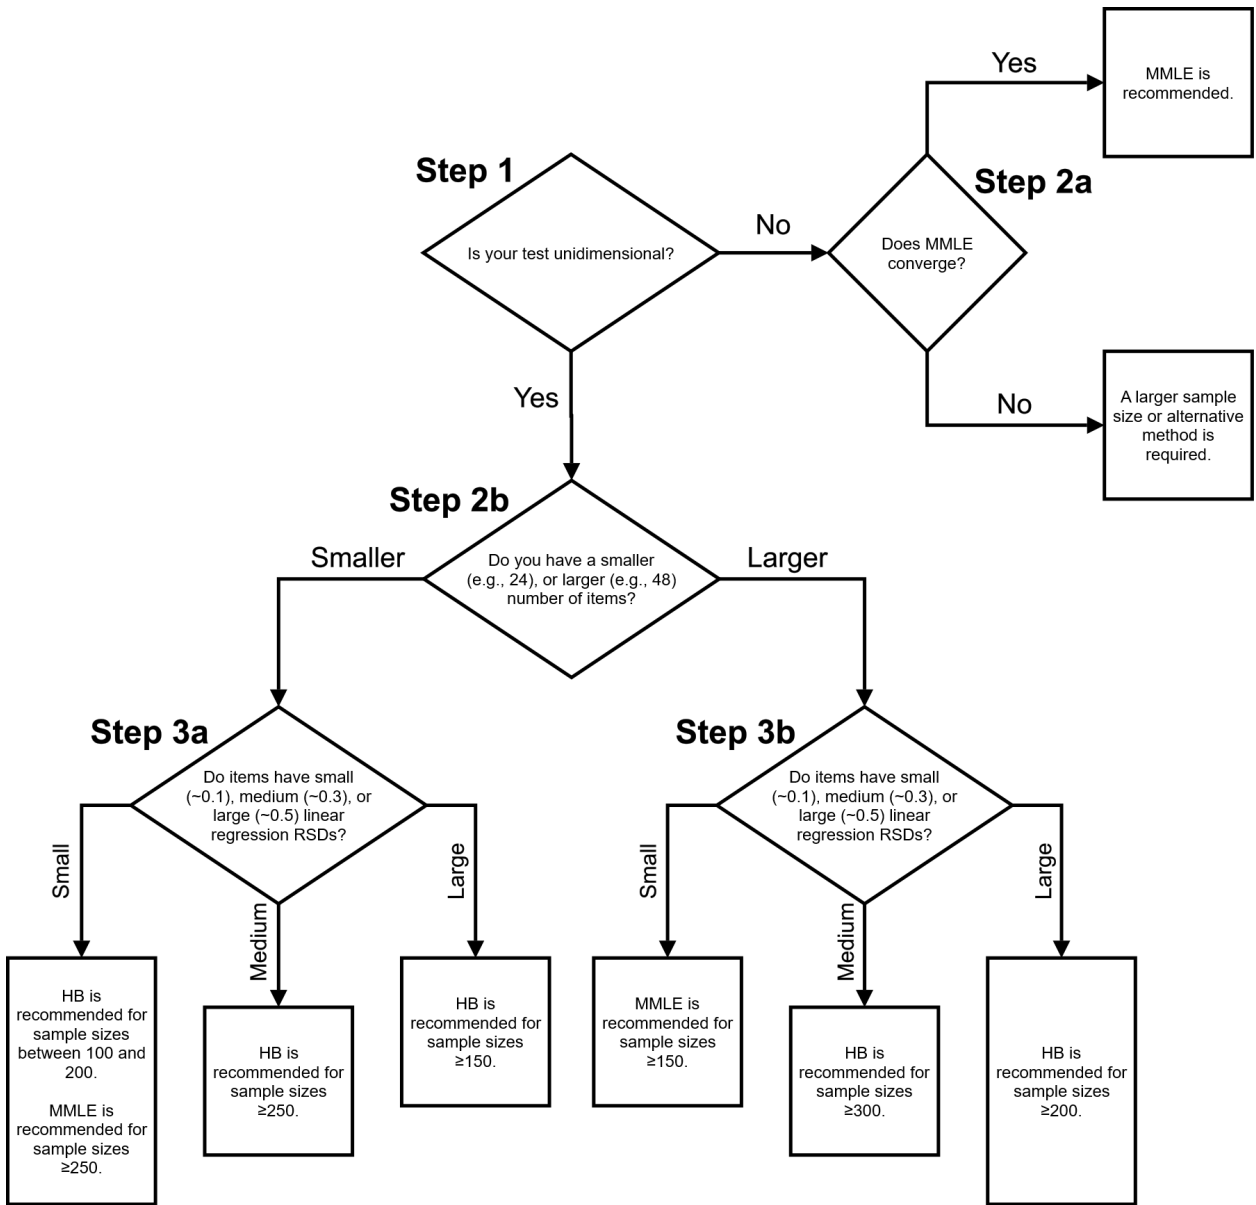 Yes
MMLE is
recommended.
Step 1
Is your test unidimensional?
No
Step 2a
Does MMLE
converge?
Yes
No
A larger sample
size or alternative
method is
required.
Step 2b
Smaller
Do you have a smaller
(e.g., 24), or larger (e.g., 48)
number of items?
Larger
Step 3a
Do items have small
(~0.1), medium (~0.3), or
large (~0.5) linear
regression RSDs?
Small
Medium
Large
HB is
recommended for
sample sizes
between 100 and
200.
MMLE is
recommended for
sample sizes
≥250.
HB is
recommended for
sample sizes
≥250.
HB is
recommended for
sample sizes
≥150.
Step 3b
Do items have small
(~0.1), medium (~0.3), or
large (~0.5) linear
regression RSDs?
Small
Medium
Large
MMLE is
recommended for
sample sizes
≥150.
HB is
recommended for
sample sizes
≥300.
HB is
recommended for
sample sizes
≥200.